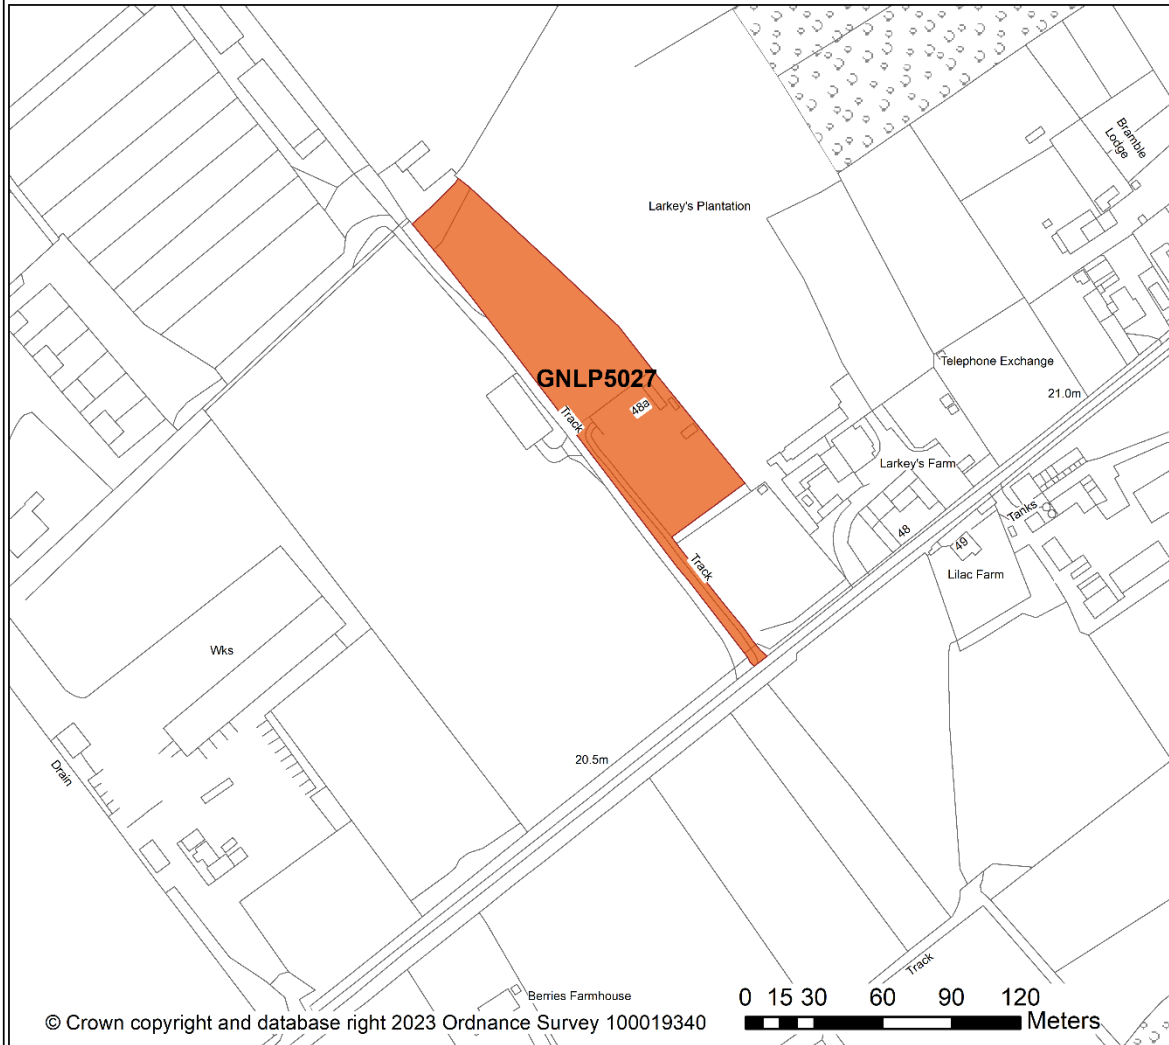 Bramble
Lodge
Larkey's Plantation
Telephone Exchange
21.0m
GNLP5027
48a
Track
Larkey's Farm
Tanks
48
49
Track
Lilac Farm
Wks
20.5m
Drain
Track
Berries Farmhouse
0 15 30 60 90 120
Meters
© Crown copyright and database right 2023 Ordnance Survey 100019340